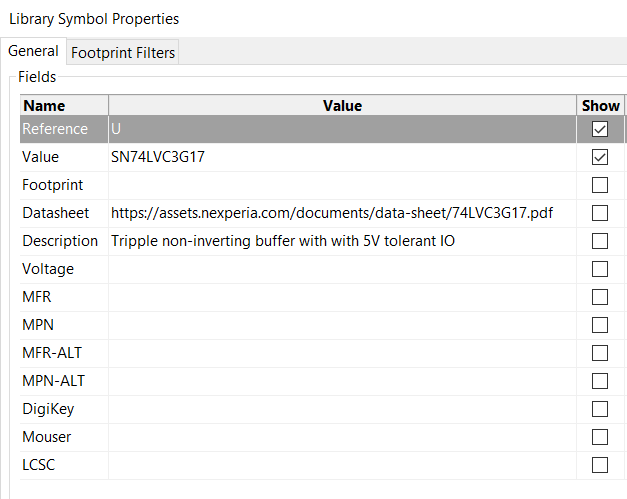 Library Symbol Properties
General Footprint Filters
Fields
Name Value Show
Reference U
Value SN74LVC3G17
Footprint
Datasheet https://assets.nexperia.com/documents/data-sheet/74LVC3G17.pdf
Description Tripple non-inverting buffer with with 5V tolerant IO
Voltage
MFR
MPN
MFR-ALT
MPN-ALT
DigiKey
Mouser
LCSC